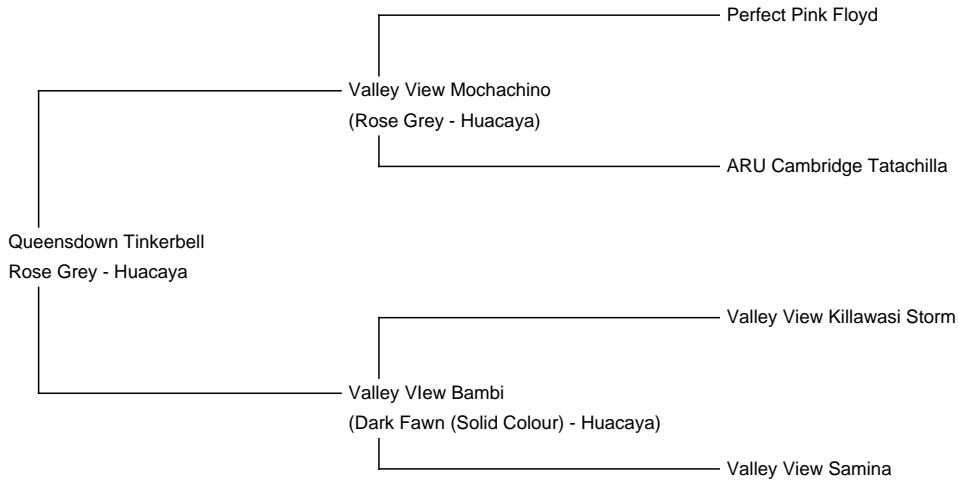 Perfect Pink Floyd
Valley View Mochachino
(Rose Grey - Huacaya)
ARU Cambridge Tatachilla
Queensdown Tinkerbell
Rose Grey - Huacaya
Valley View Killawasi Storm
Valley VIew Bambi
(Dark Fawn (Solid Colour) - Huacaya)
Valley View Samina